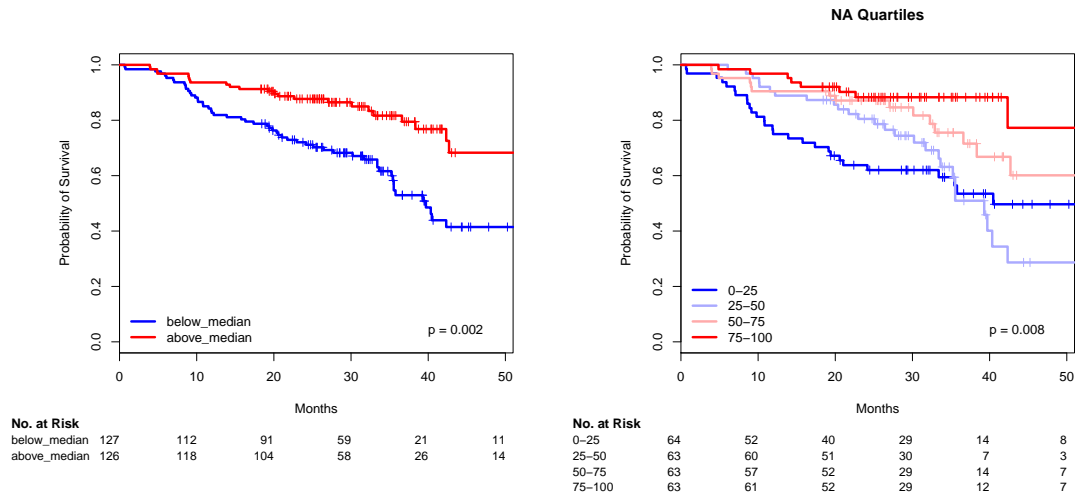 NA Quartiles
Probability of Survival
1.0
0.8
0.6
0.4
0.2
0.0
below_median
above_median
p = 0.002
0 10 20 30 40 50
Months
No. at Risk
below_median 127 112 91 59 21 11
above_median 126 118 104 58 26 14
Probability of Survival
1.0
0.8
0.6
0.4
0.2
0.0
0−25
25−50
50−75
75−100
p = 0.008
0 10 20 30 40 50
Months
No. at Risk
0−25 64 52 40 29 14 8
25−50 63 60 51 30 7 3
50−75 63 57 52 29 14 7
75−100 63 61 52 29 12 7